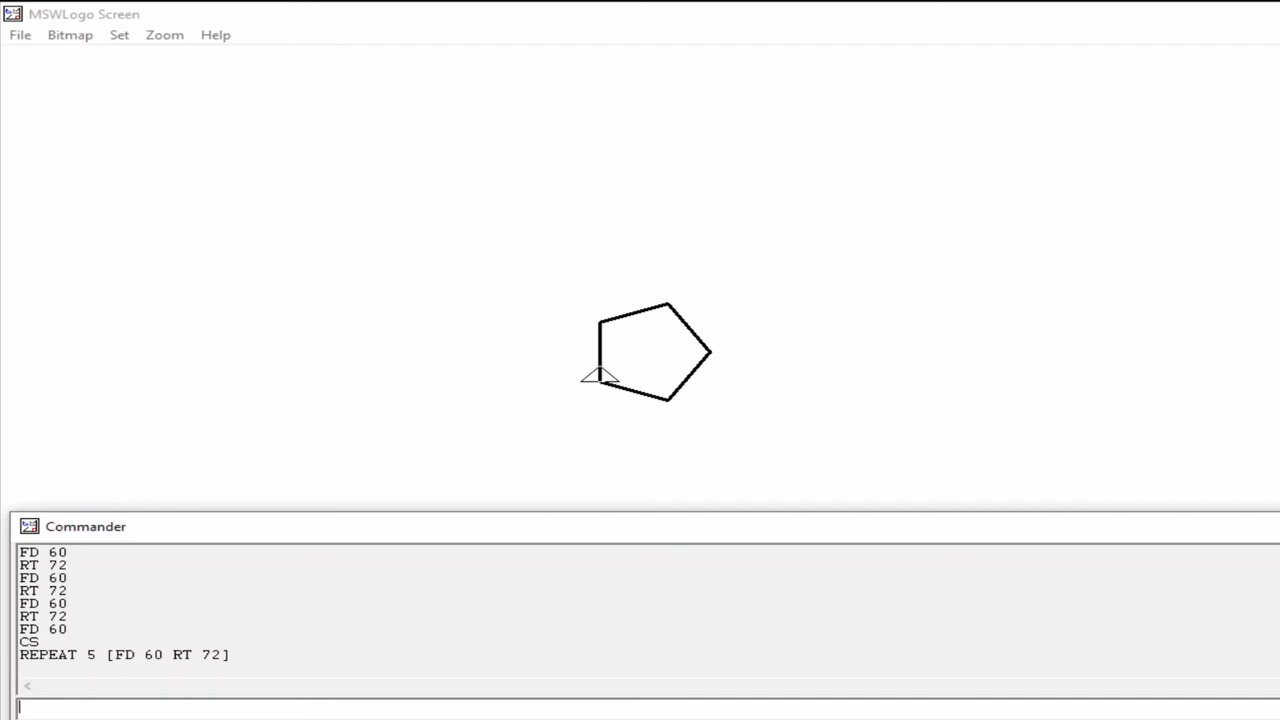 MSWLogo Screen
File Bitmap Set Zoom Help
Commander
FD 60
RT 72
FD 60
RT 72
FD 60
RT 72
FD 60
CS
REPEAT 5 [FD 60 RT 72]